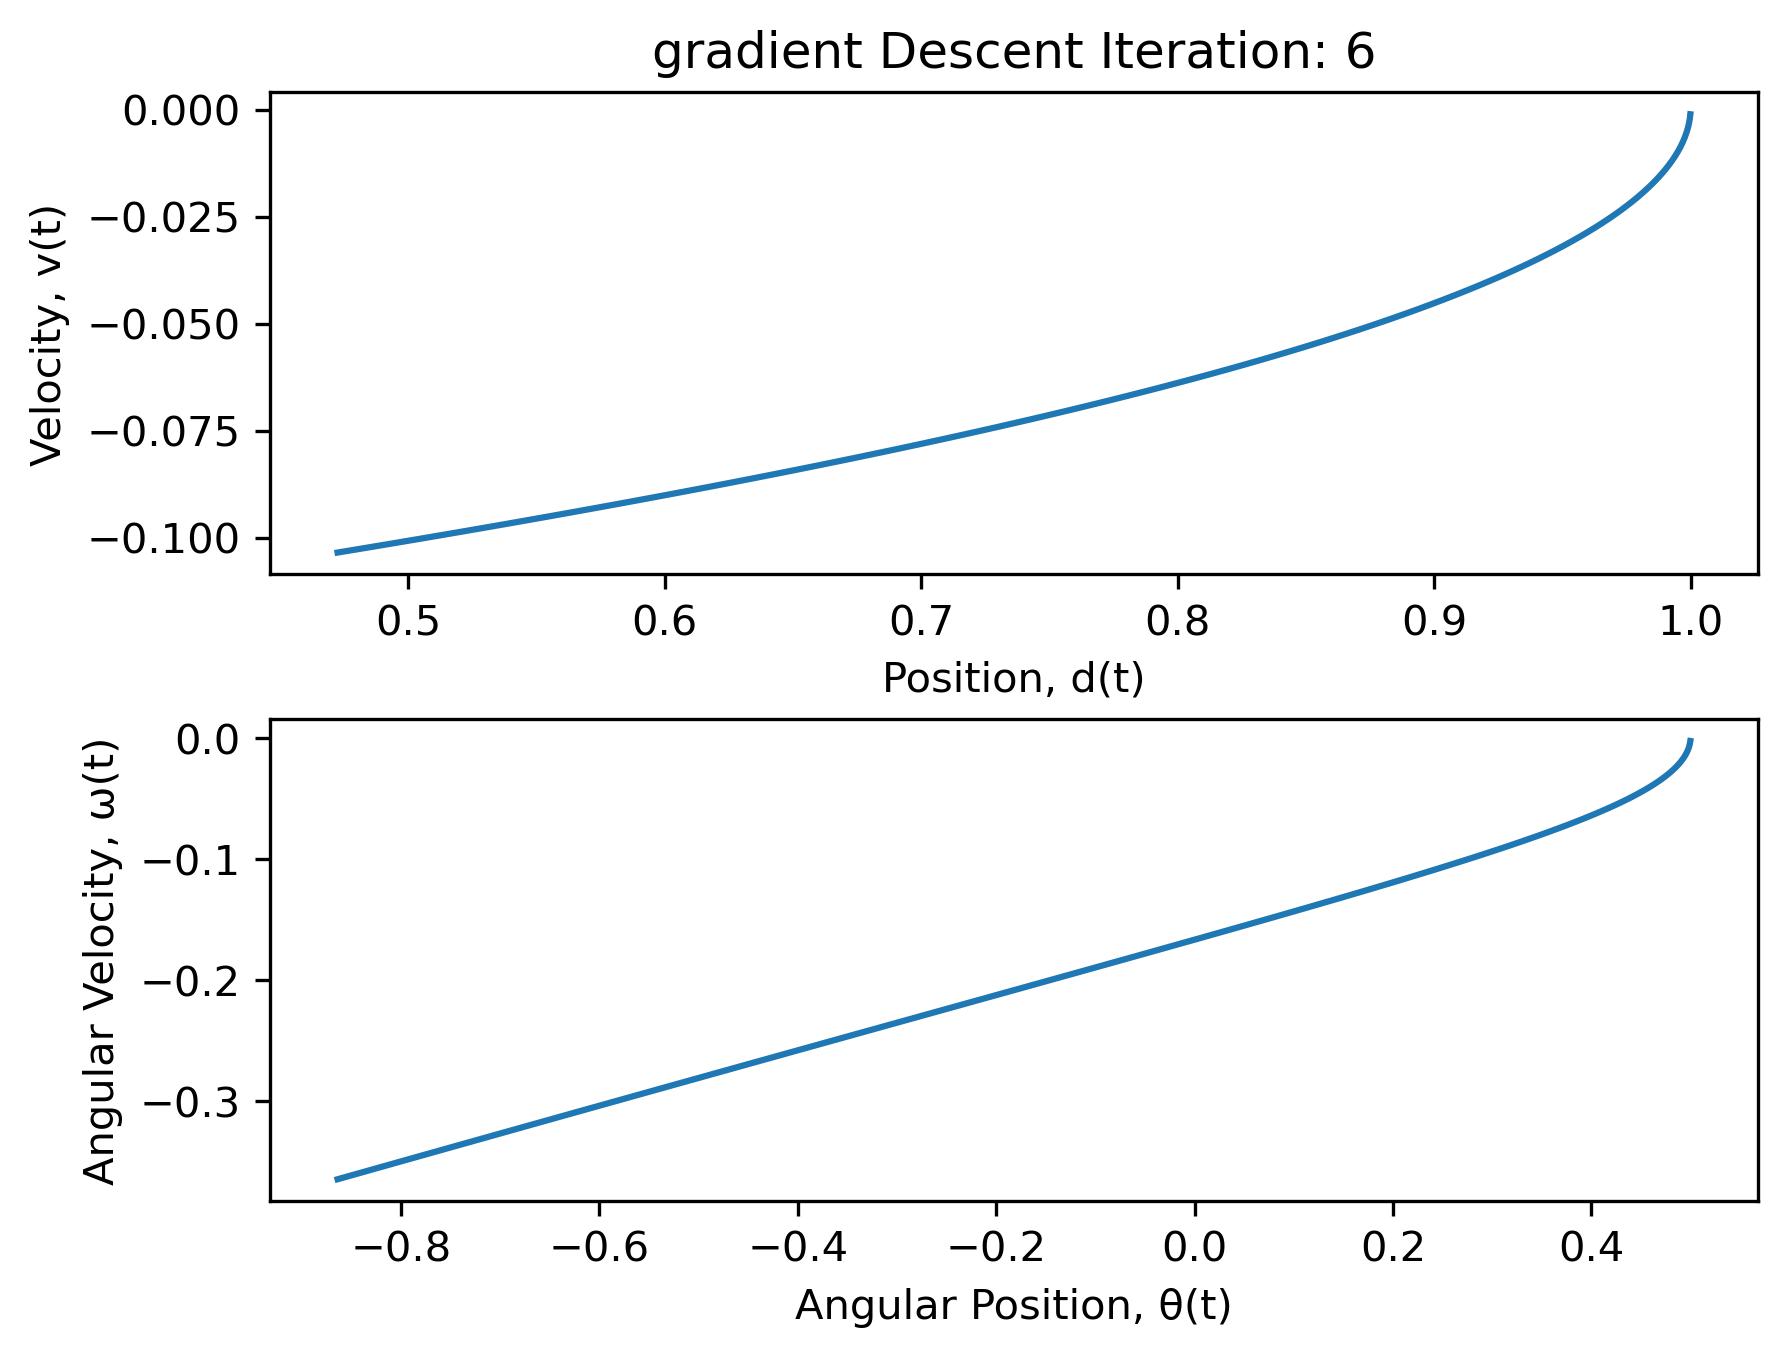 gradient Descent Iteration: 6
0.000
−0.025
−0.050
−0.075
−0.100
Velocity, v(t)
0.5 0.6 0.7 0.8 0.9 1.0
Position, d(t)
0.0
−0.1
−0.2
−0.3
Angular Velocity, ω(t)
−0.8 −0.6 −0.4 −0.2 0.0 0.2 0.4
Angular Position, θ(t)